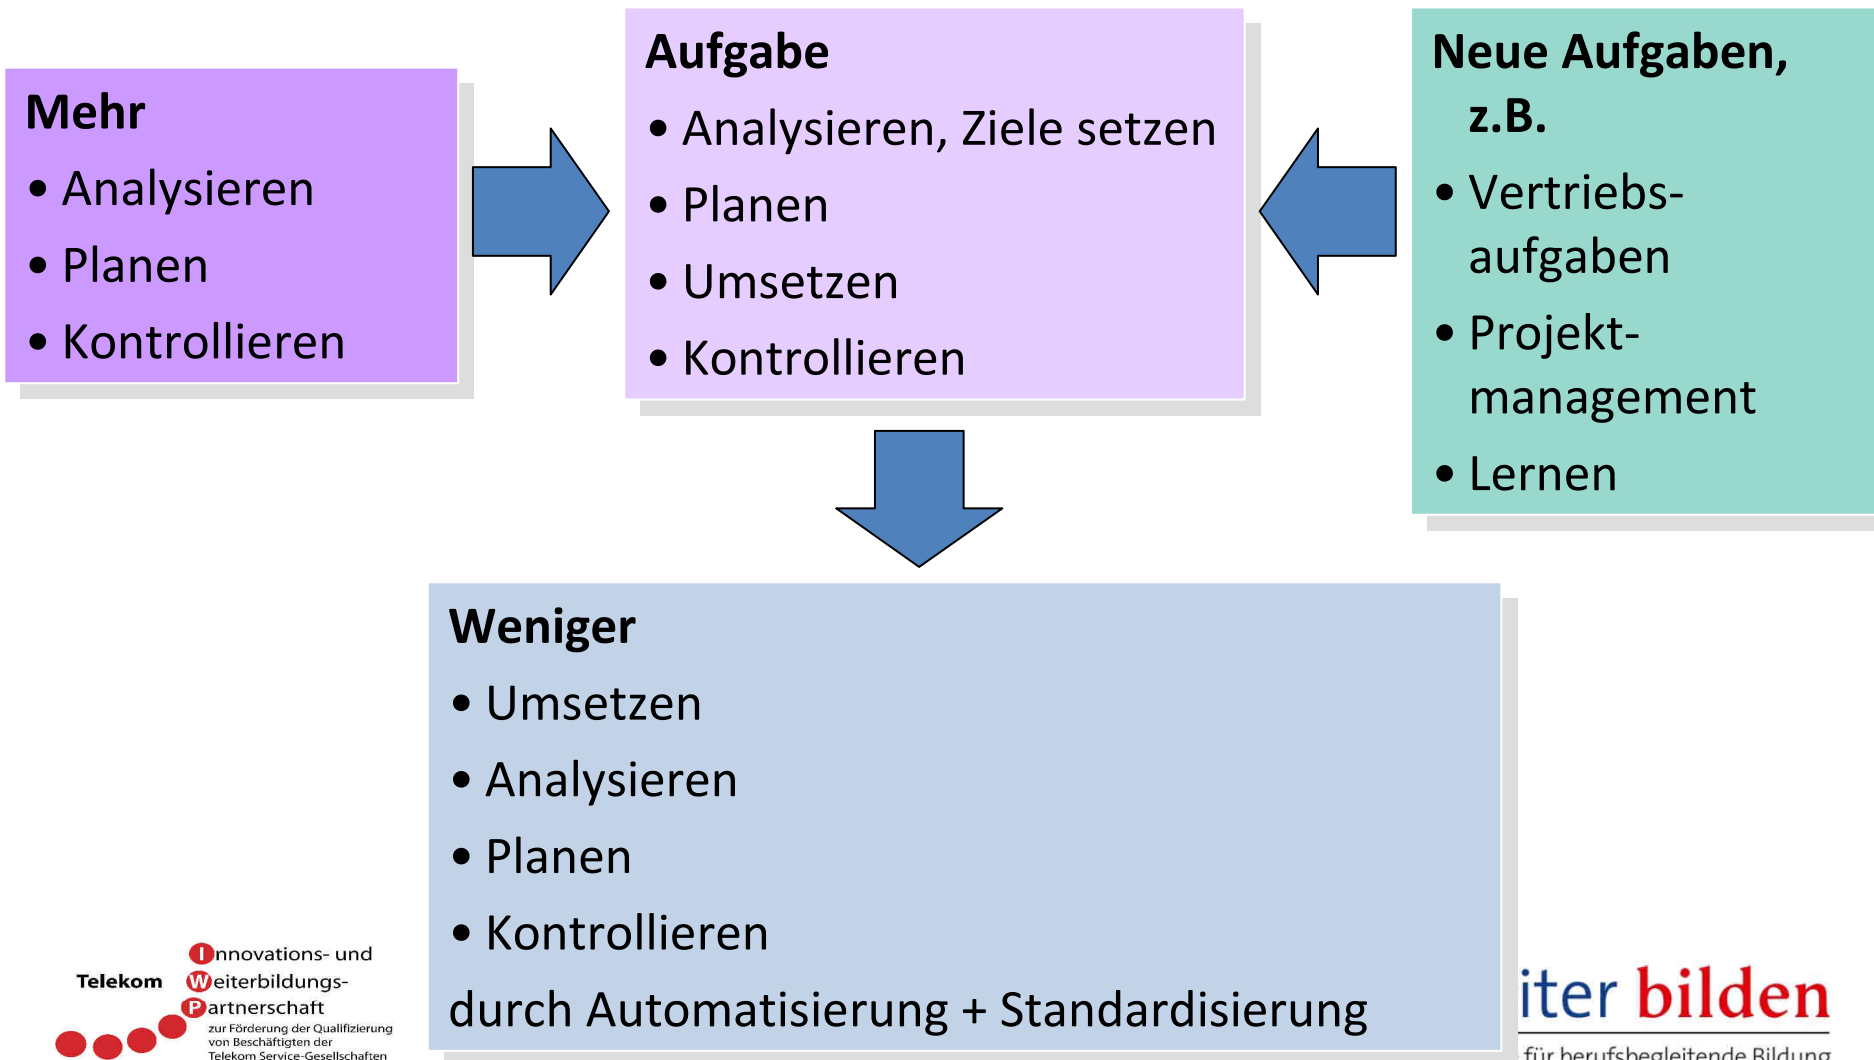 Mehr
• Analysieren
• Planen
• Kontrollieren
Aufgabe
• Analysieren, Ziele setzen
• Planen
• Umsetzen
• Kontrollieren
Neue Aufgaben,
z.B.
• Vertriebs-
aufgaben
• Projekt-
management
• Lernen
Weniger
• Umsetzen
• Analysieren
• Planen
• Kontrollieren
durch Automatisierung + Standardisierung
Innovations- und
Telekom Weiterbildungs-
Partnerschaft
zur Förderung der Qualifizierung
von Beschäftigten der
Telekom Service-Gesellschaften
iter bilden
für berufsbegleitende Bildung